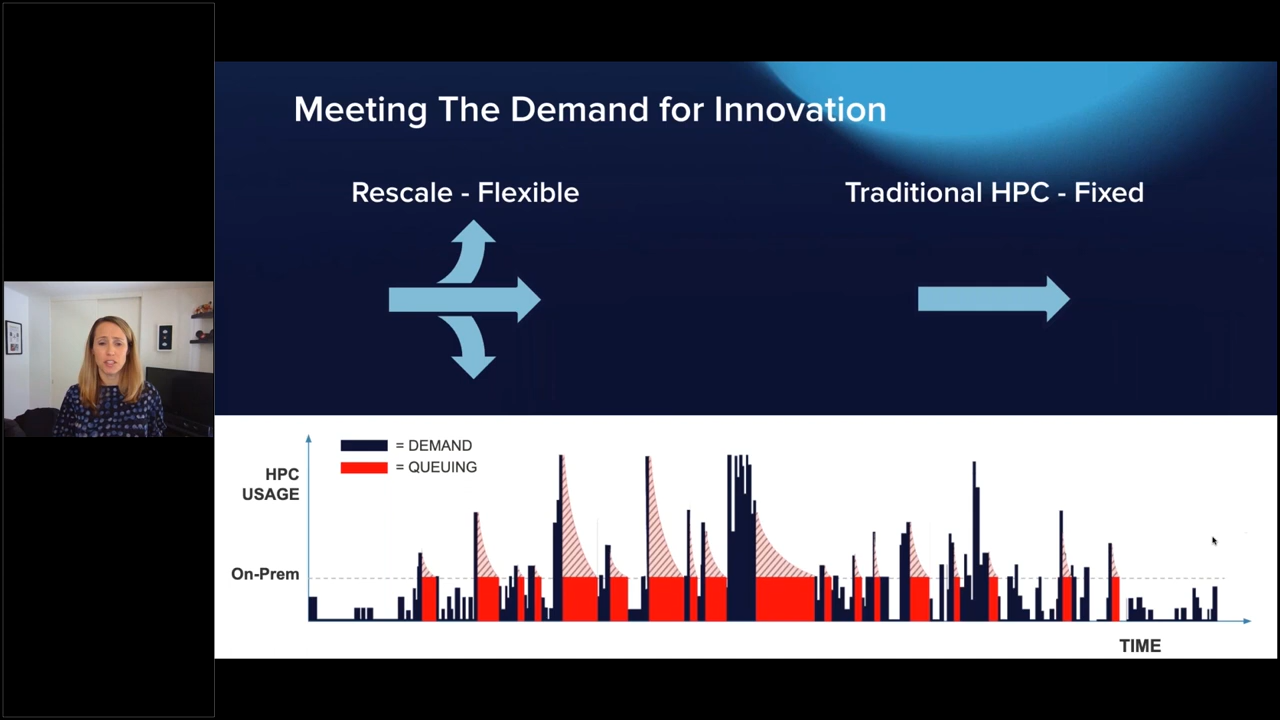 Meeting The Demand for Innovation
Rescale - Flexible
Traditional HPC - Fixed
HPC
USAGE
= DEMAND
= QUEUING
On-Prem
TIME